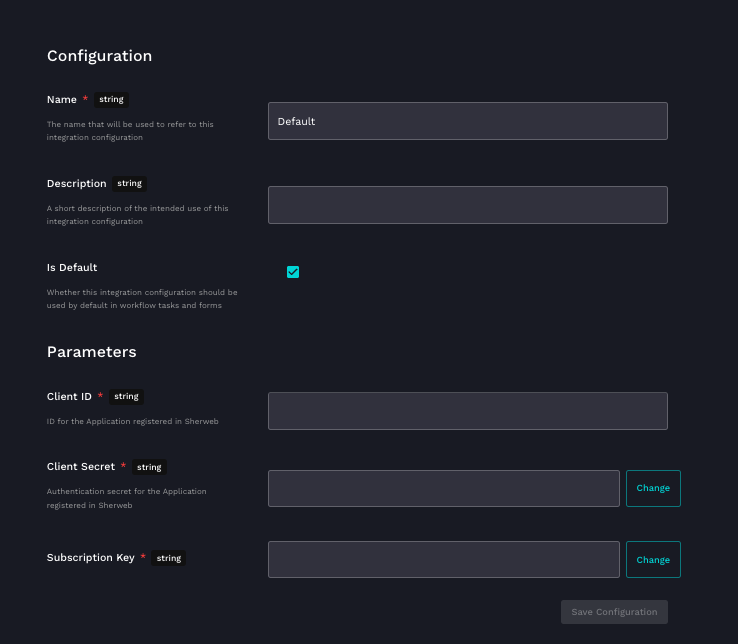 Configuration
Name * string
The name that will be used to refer to this
integration configuration
Default
Description string
A short description of the intended use of this
integration configuration
Is Default
Whether this integration configuration should be
used by default in workflow tasks and forms
Parameters
Client ID * string
ID for the Application registered in Sherweb
Client Secret * string
Authentication secret for the Application
registered in Sherweb
Change
Subscription Key * string
Change
Save Configuration